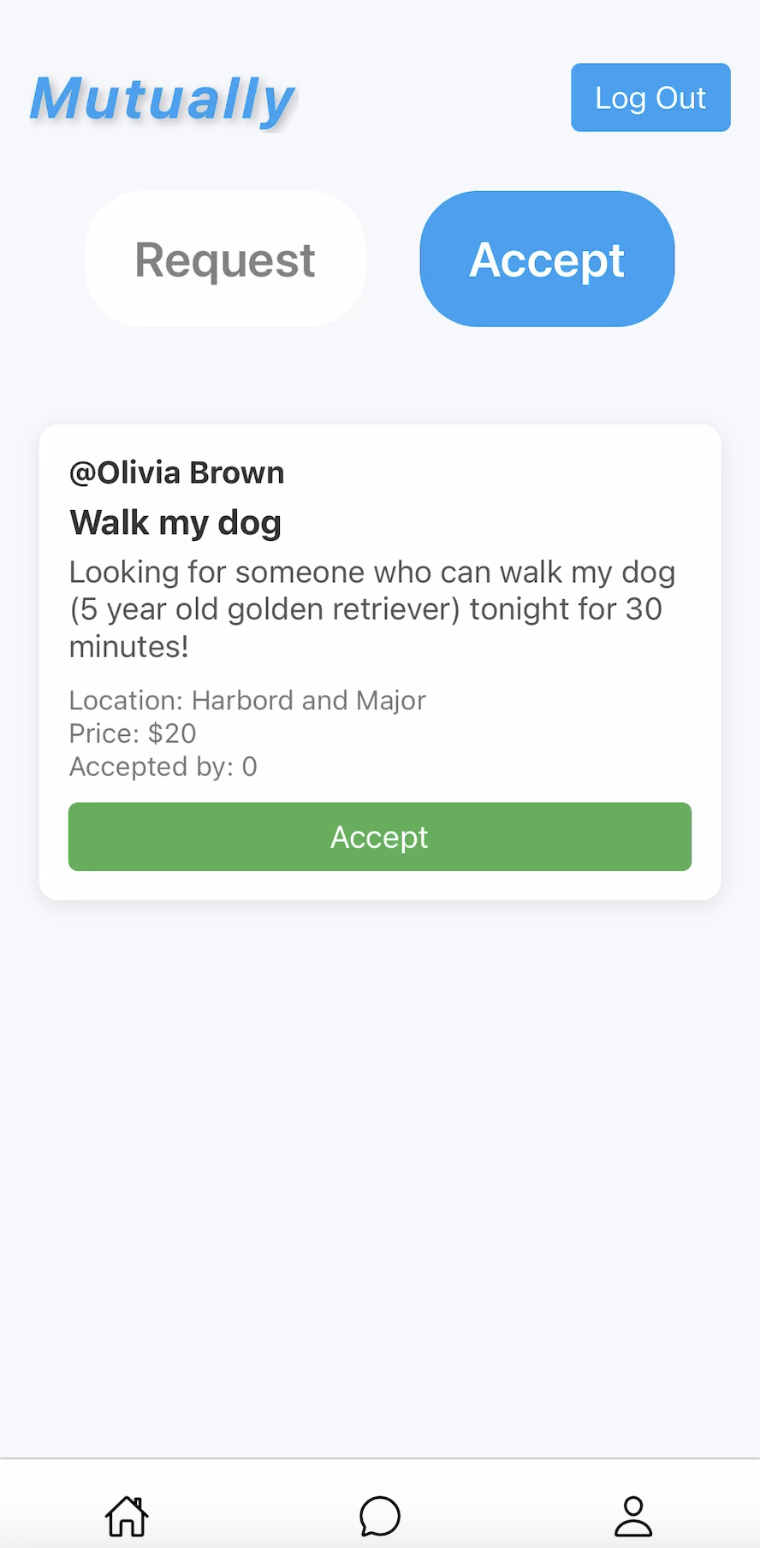 Mutually
Log Out
Request
Accept
@Olivia Brown
Walk my dog
Looking for someone who can walk my dog
(5 year old golden retriever) tonight for 30
minutes!
Location: Harbord and Major
Price: $20
Accepted by: 0
Accept